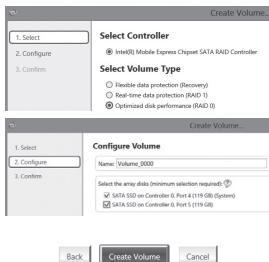 Create Volume...
1. Select
2. Configure
3. Confirm
Select Controller
Intel(R) Mobile Express Chipset SATA RAID Controller
Select Volume Type
Flexible data protection (Recovery)
Real-time data protection (RAID 1)
Optimized disk performance (RAID 0)
Create Volume...
1. Select
2. Configure
3. Confirm
Configure Volume
Name: Volume_0000
Select the array disks (minimum selection required):
SATA SSD on Controller 0, Port 4 (119 GB) (System)
SATA SSD on Controller 0, Port 5 (119 GB)
Back
Create Volume
Cancel